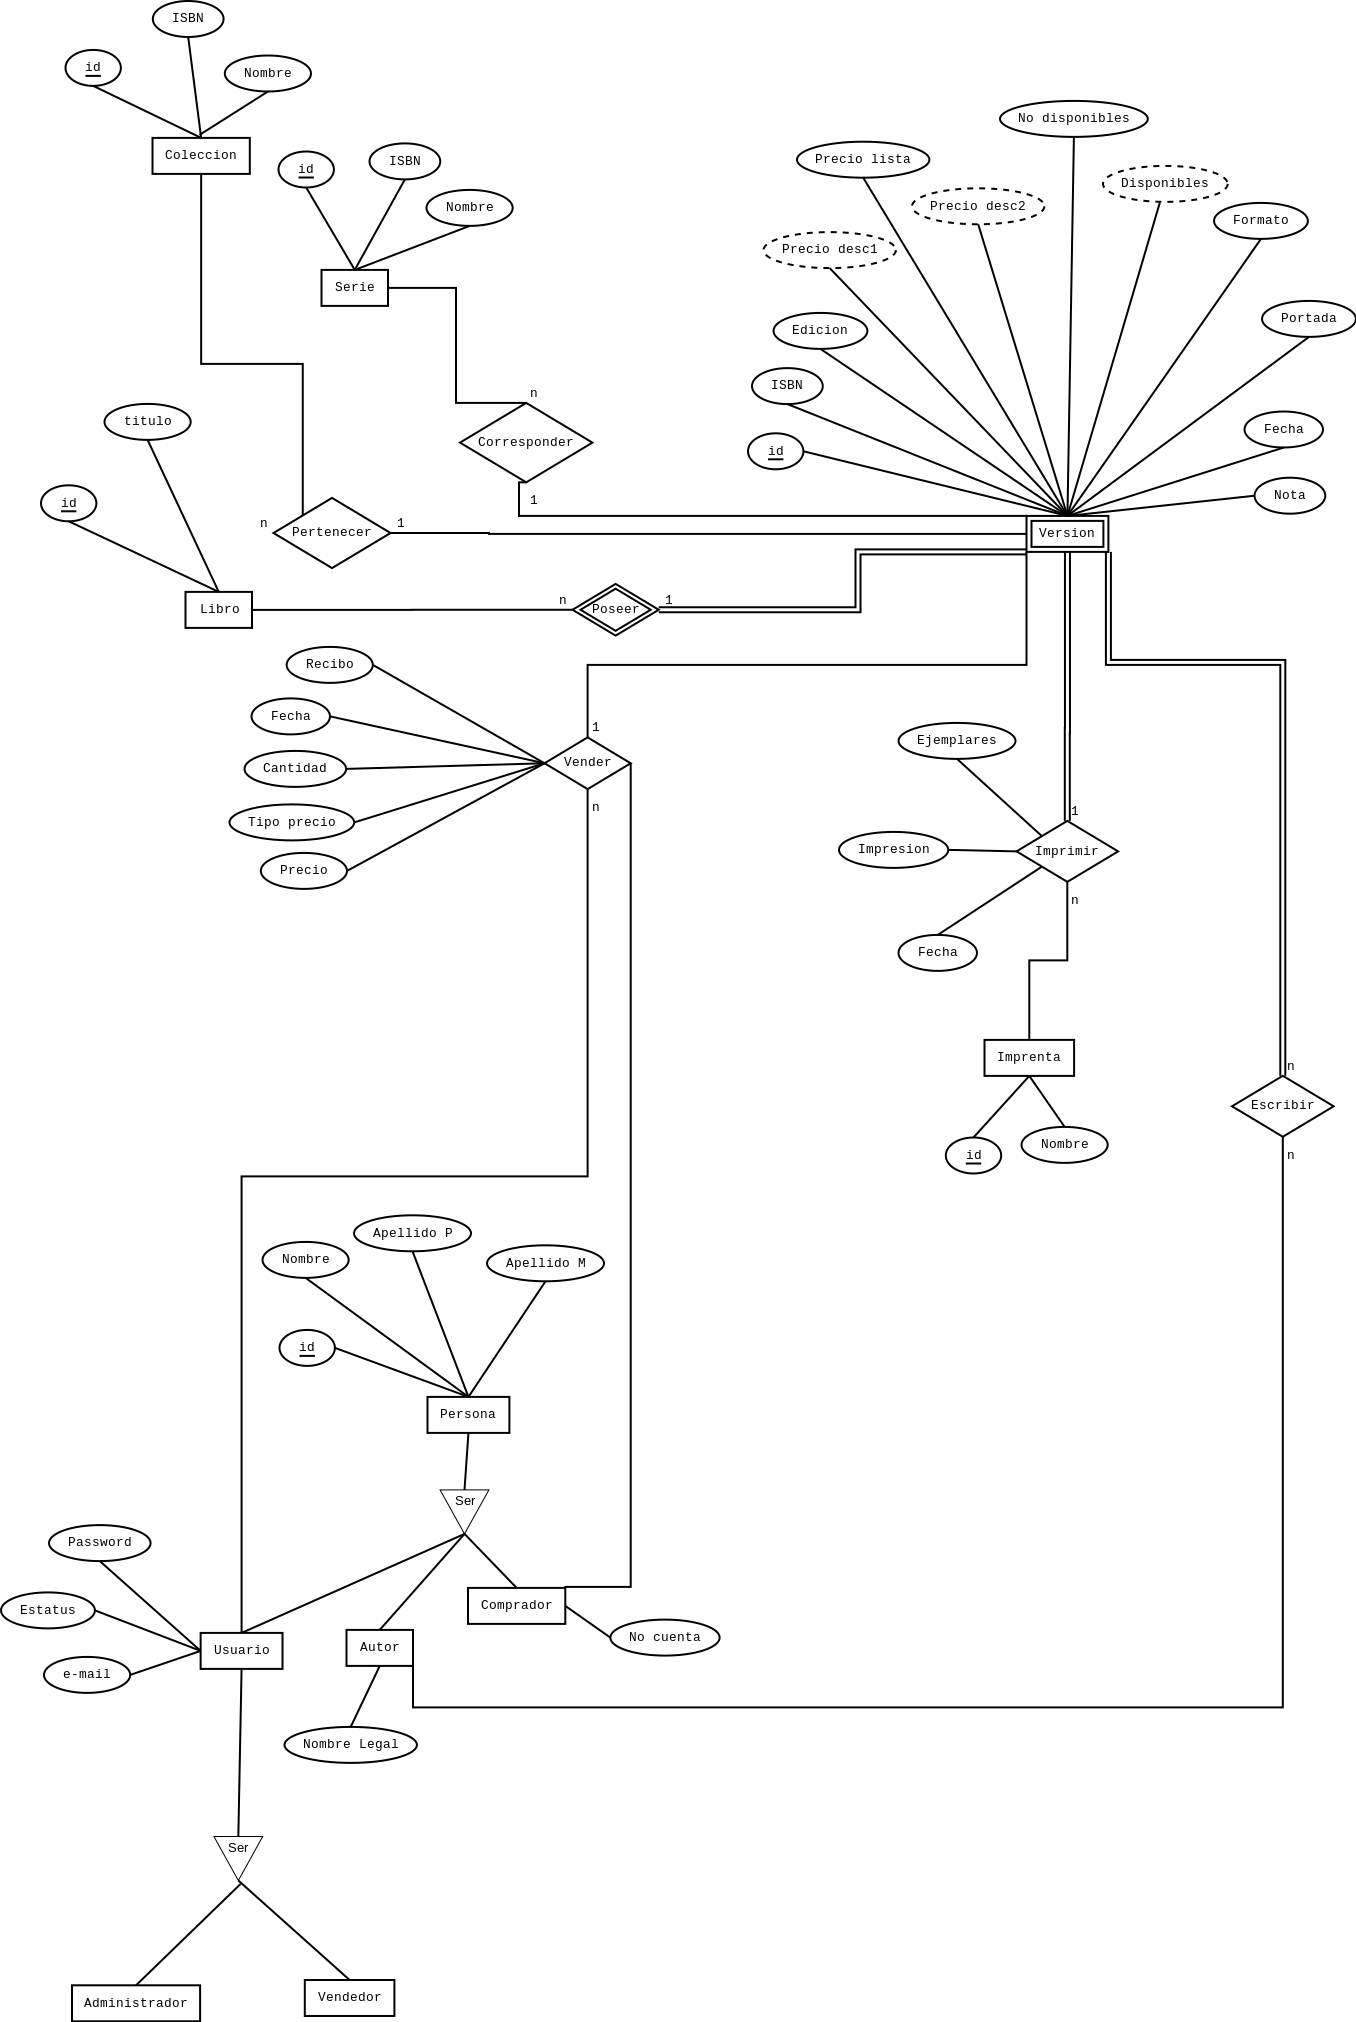 ISBN
id
Nombre
Coleccion
No disponibles
Precio lista
id
ISBN
Disponibles
Nombre
Precio desc2
Formato
Precio desc1
Serie
Portada
Edicion
ISBN
n
titulo
Fecha
Corresponder
id
id
Nota
1
n
1
Pertenecer
Version
n
1
Libro
Poseer
Recibo
Fecha
1
Ejemplares
Vender
Cantidad
n
1
Tipo precio
Impresion
Imprimir
Precio
n
Fecha
Imprenta
n
Escribir
Nombre
id
n
Apellido P
Nombre
Apellido M
id
Persona
Ser
Password
Comprador
Estatus
No cuenta
Usuario
Autor
e-mail
Nombre Legal
Ser
Vendedor
Administrador